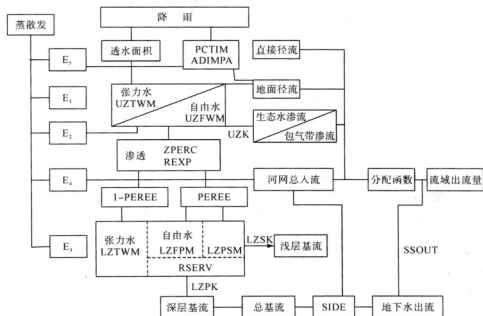 蒸散发
降 雨
E₅
透水面积
PCTIM
ADIMPA
直接径流
E₁
张力水
UZTWM
自由水
UZFWM
地面径流
E₂
UZK
生态水渗流
包气带渗流
渗透
ZPERC
REXP
E₄
河网总人流
分配函数
流域出流量
1-PEREE
PEREE
E₃
张力水
LZTWM
自由水
LZFPM
LZPSM
RSERV
LZSK
浅层基流
SSOUT
LZPK
深层基流
总基流
SIDE
地下水出流